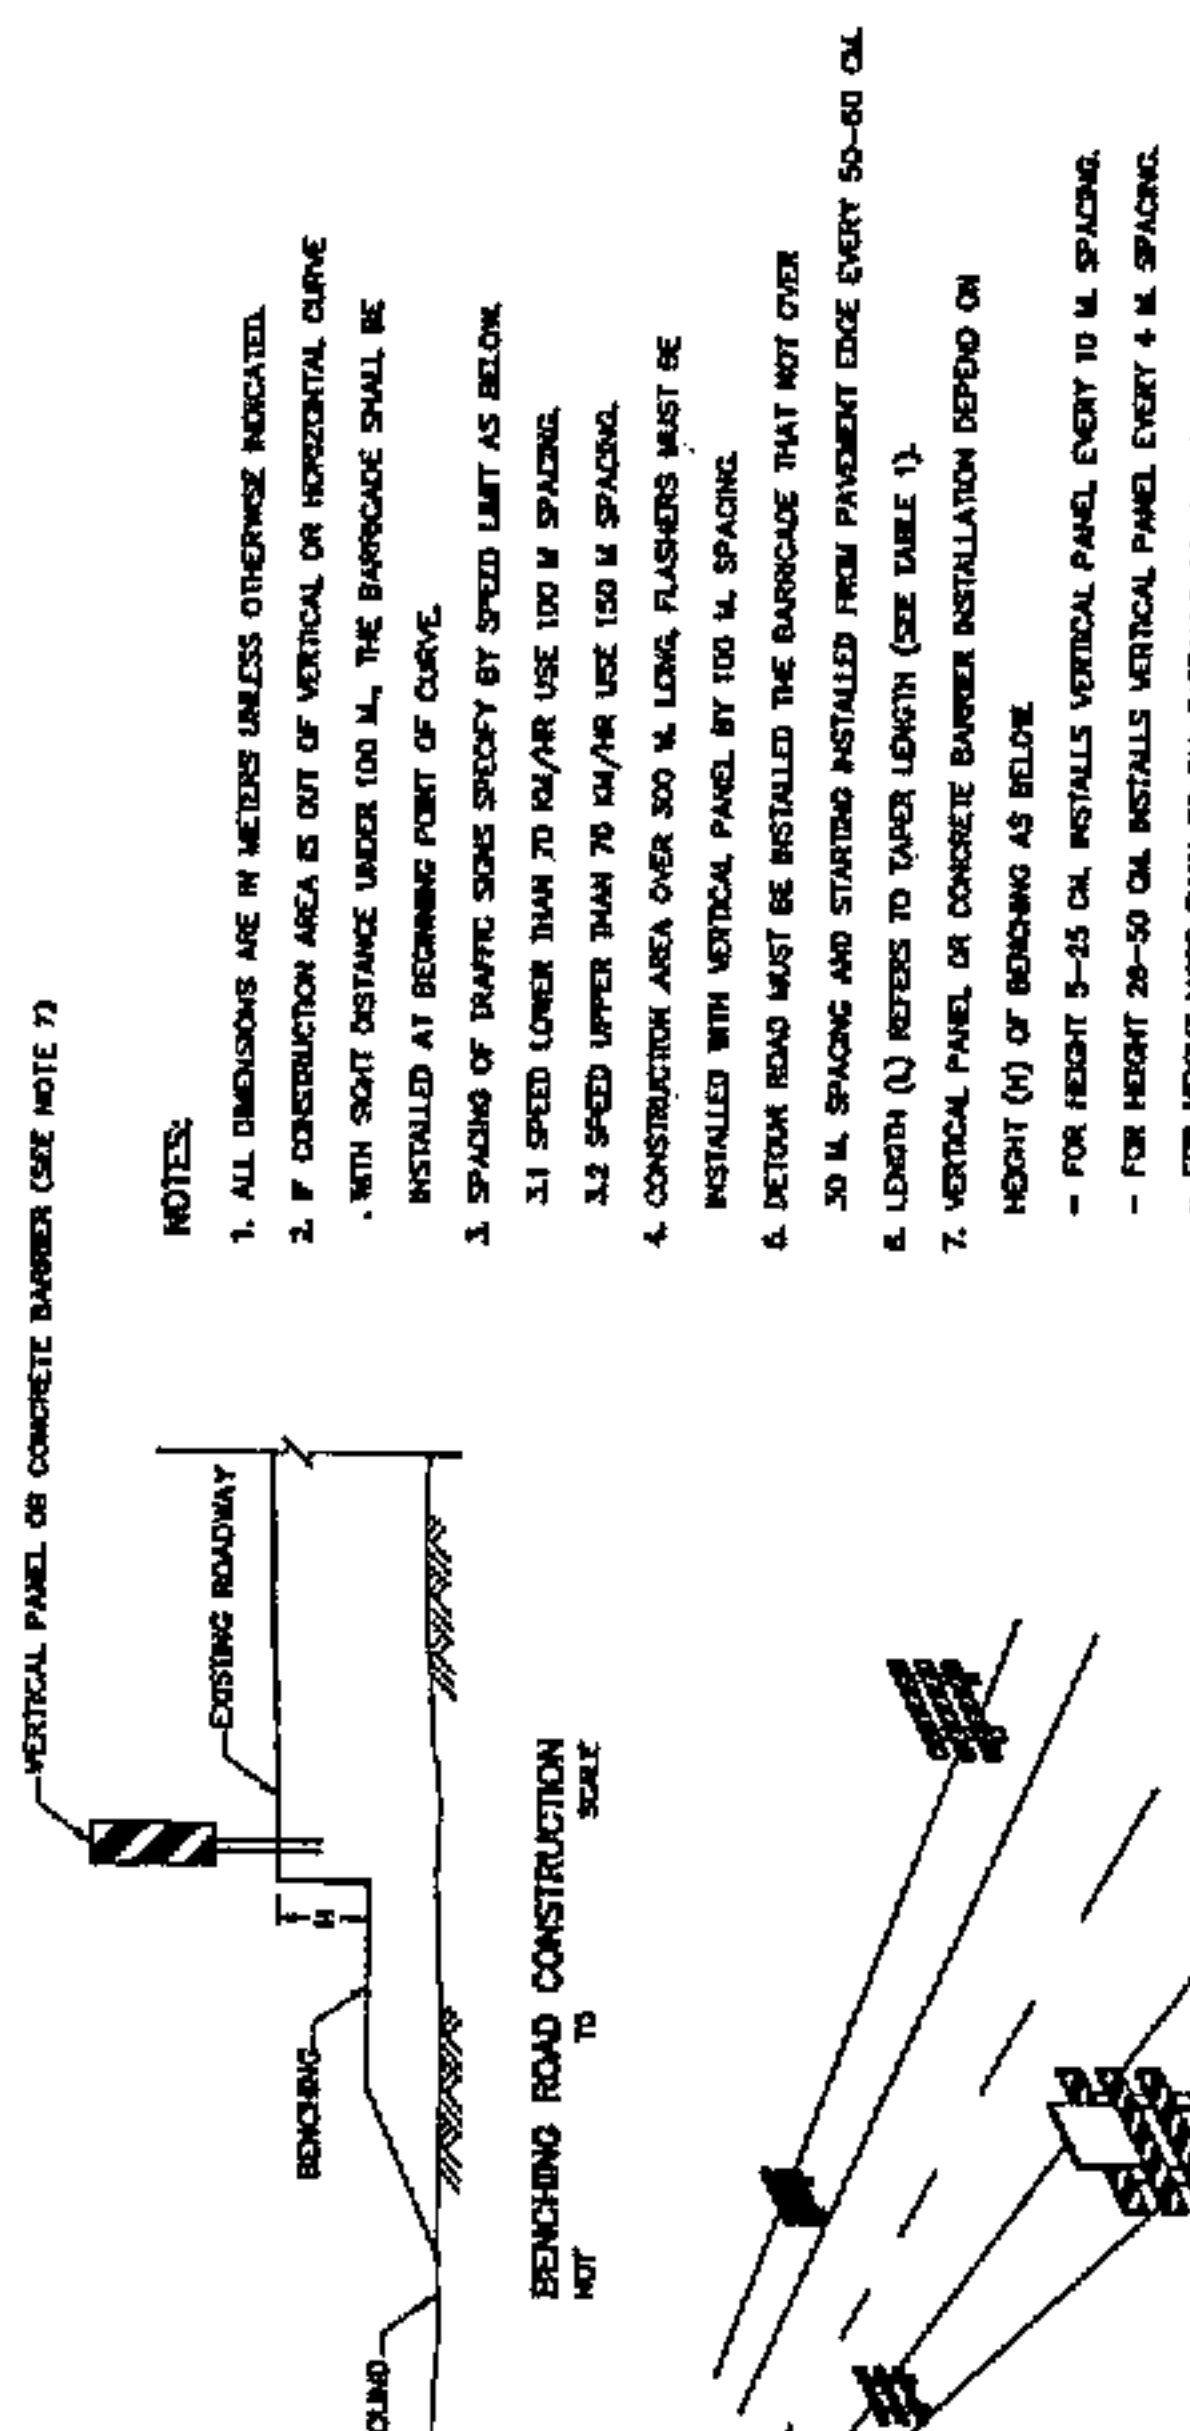 VERTICAL PANEL OR CONCRETE BARRIER (SEE NOTE 7)
EXISTING ROADWAY
H
BENCHING
OUND
BENCHING ROAD CONSTRUCTION
NOT TO SCALE
NOTES:
1. ALL DIMENSIONS ARE IN METERS UNLESS OTHERWISE INDICATED.
2. IF CONSTRUCTION AREA IS OUT OF VERTICAL OR HORIZONTAL CURVE
WITH SIGHT DISTANCE UNDER 100 M. THE BARRICADE SHALL BE
INSTALLED AT BEGINNING POINT OF CURVE.
3. SPACING OF TRAFFIC SIGNS SPECIFY BY SPEED LIMIT AS BELOW.
3.1 SPEED LOWER THAN 70 KM/HR USE 100 M SPACING.
3.2 SPEED UPPER THAN 70 KM/HR USE 150 M SPACING.
4. CONSTRUCTION AREA OVER 300 M. LONG, FLASHERS MUST BE
INSTALLED WITH VERTICAL PANEL BY 100 M. SPACING.
5. DETOUR ROAD MUST BE INSTALLED THE BARRICADE THAT NOT OVER
30 M. SPACING AND STARTING INSTALLED FROM PAVEMENT EDGE EVERY 50-60 CM.
6. LENGTH (L) REFERS TO TAPER LENGTH (SEE TABLE 1).
7. VERTICAL PANEL OR CONCRETE BARRIER INSTALLATION DEPEND ON
HEIGHT (H) OF BENCHING AS BELOW.
- FOR HEIGHT 5-25 CM. INSTALLS VERTICAL PANEL EVERY 10 M. SPACING.
- FOR HEIGHT 26-50 CM. INSTALLS VERTICAL PANEL EVERY 4 M. SPACING.